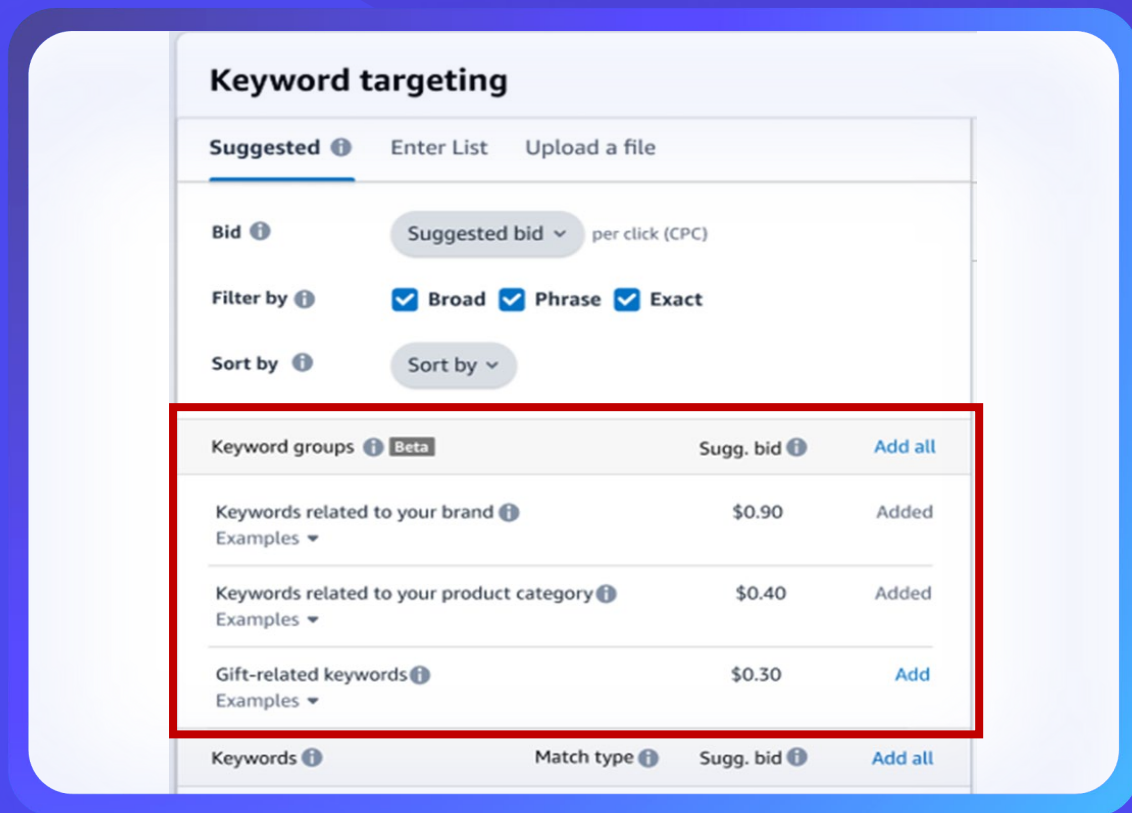 Keyword targeting
Suggested Enter List Upload a file
Bid Suggested bid per click (CPC)
Filter by Broad Phrase Exact
Sort by Sort by
Keyword groups Beta Sugg. bid Add all
Keywords related to your brand $0.90 Added
Examples
Keywords related to your product category $0.40 Added
Examples
Gift-related keywords $0.30 Add
Examples
Keywords Match type Sugg. bid Add all